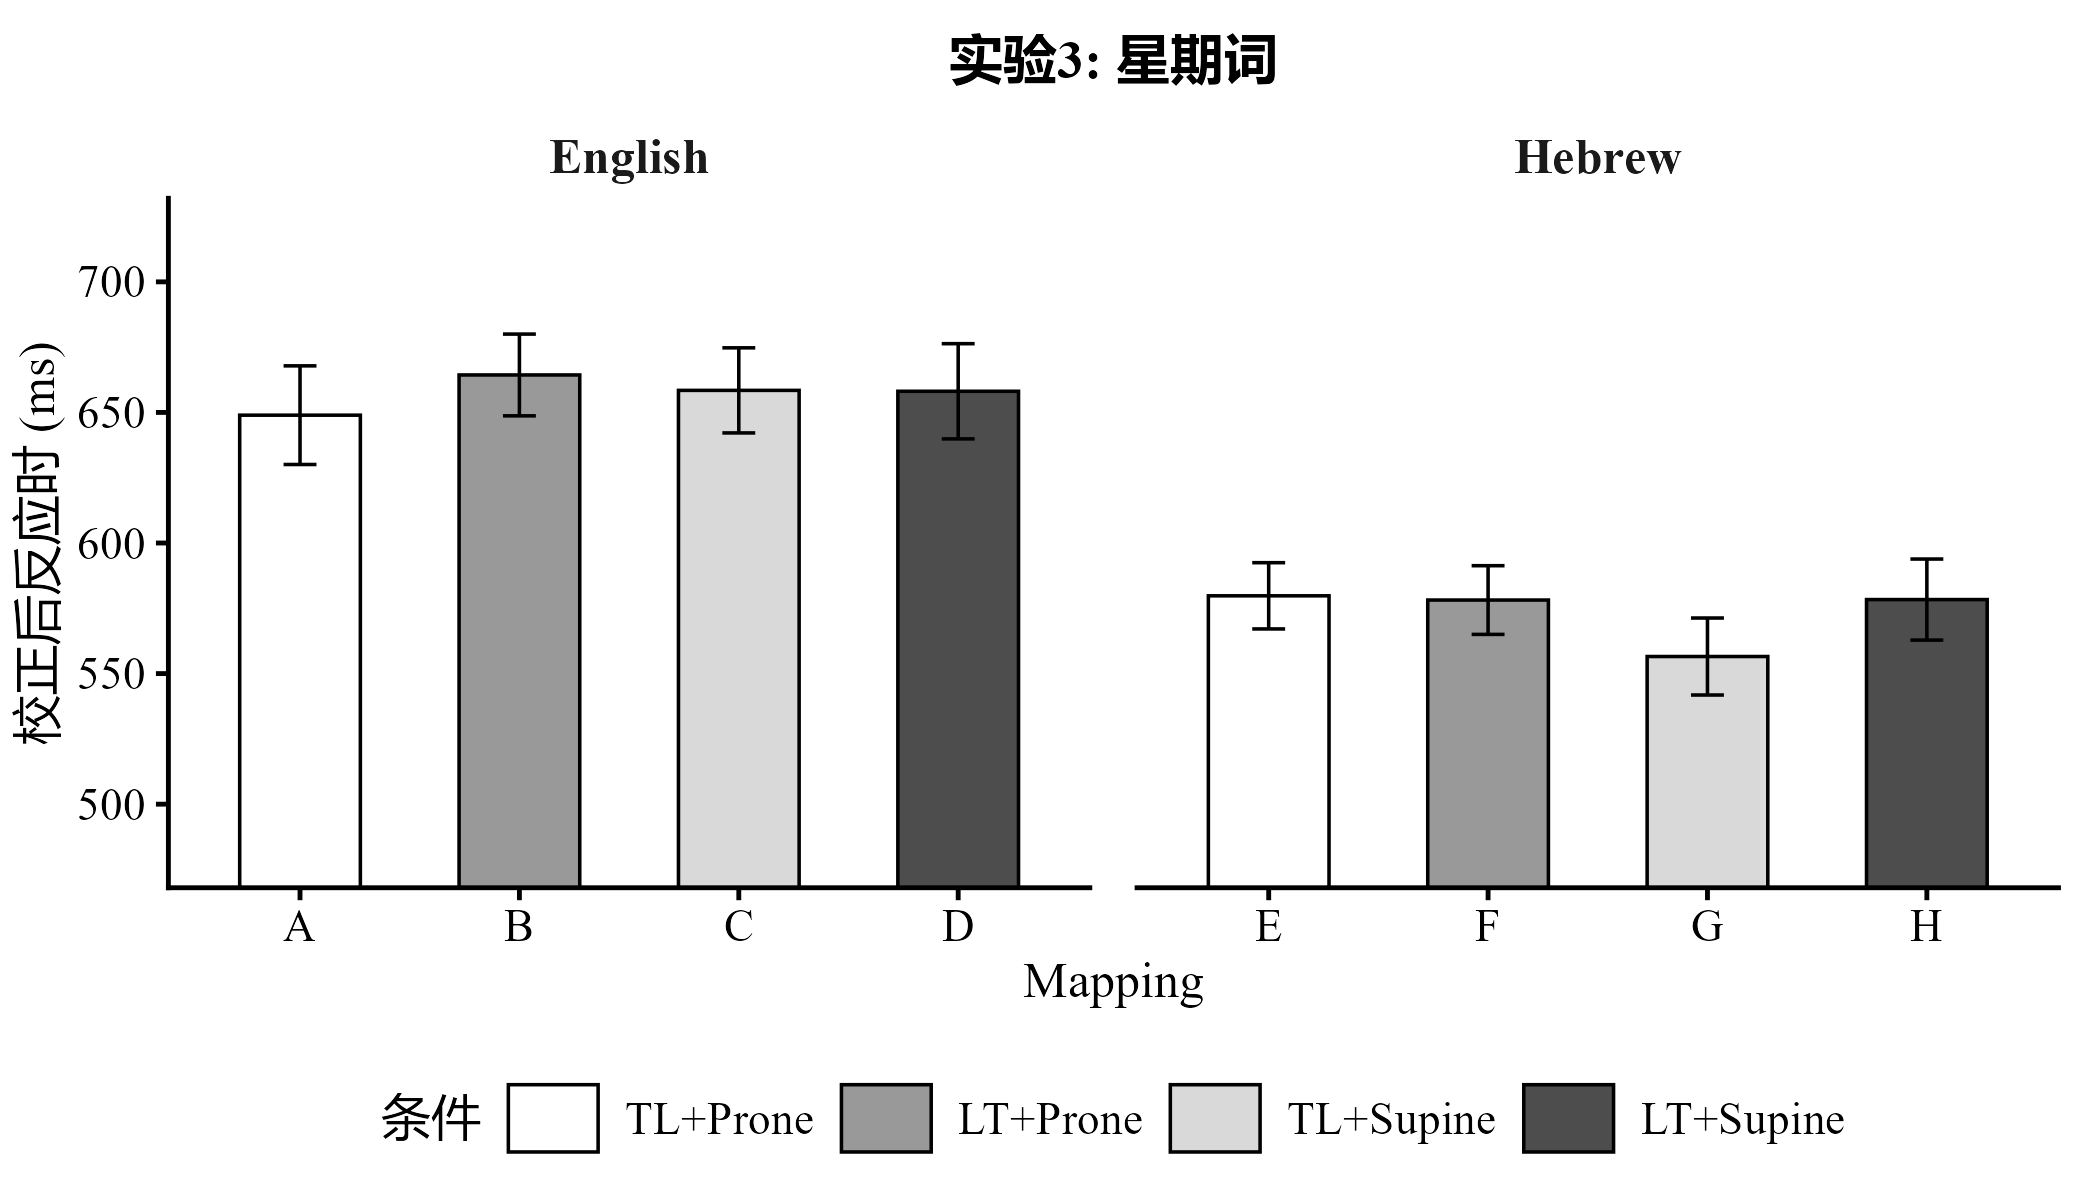 实验3: 星期词
English
Hebrew
校正后反应时 (ms)
700
650
600
550
500
A B C D E F G H
Mapping
条件 TL+Prone LT+Prone TL+Supine LT+Supine